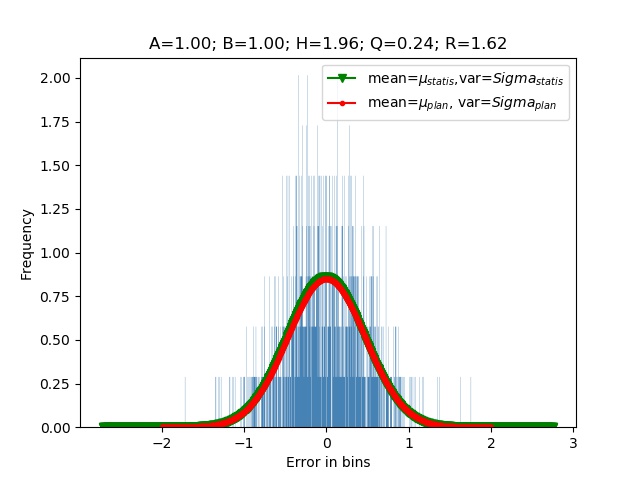 A=1.00; B=1.00; H=1.96; Q=0.24; R=1.62
mean=μstatis,var=Sigmastatis
mean=μplan, var=Sigmaplan
2.00
1.75
1.50
1.25
1.00
0.75
0.50
0.25
0.00
Frequency
−2 −1 0 1 2 3
Error in bins